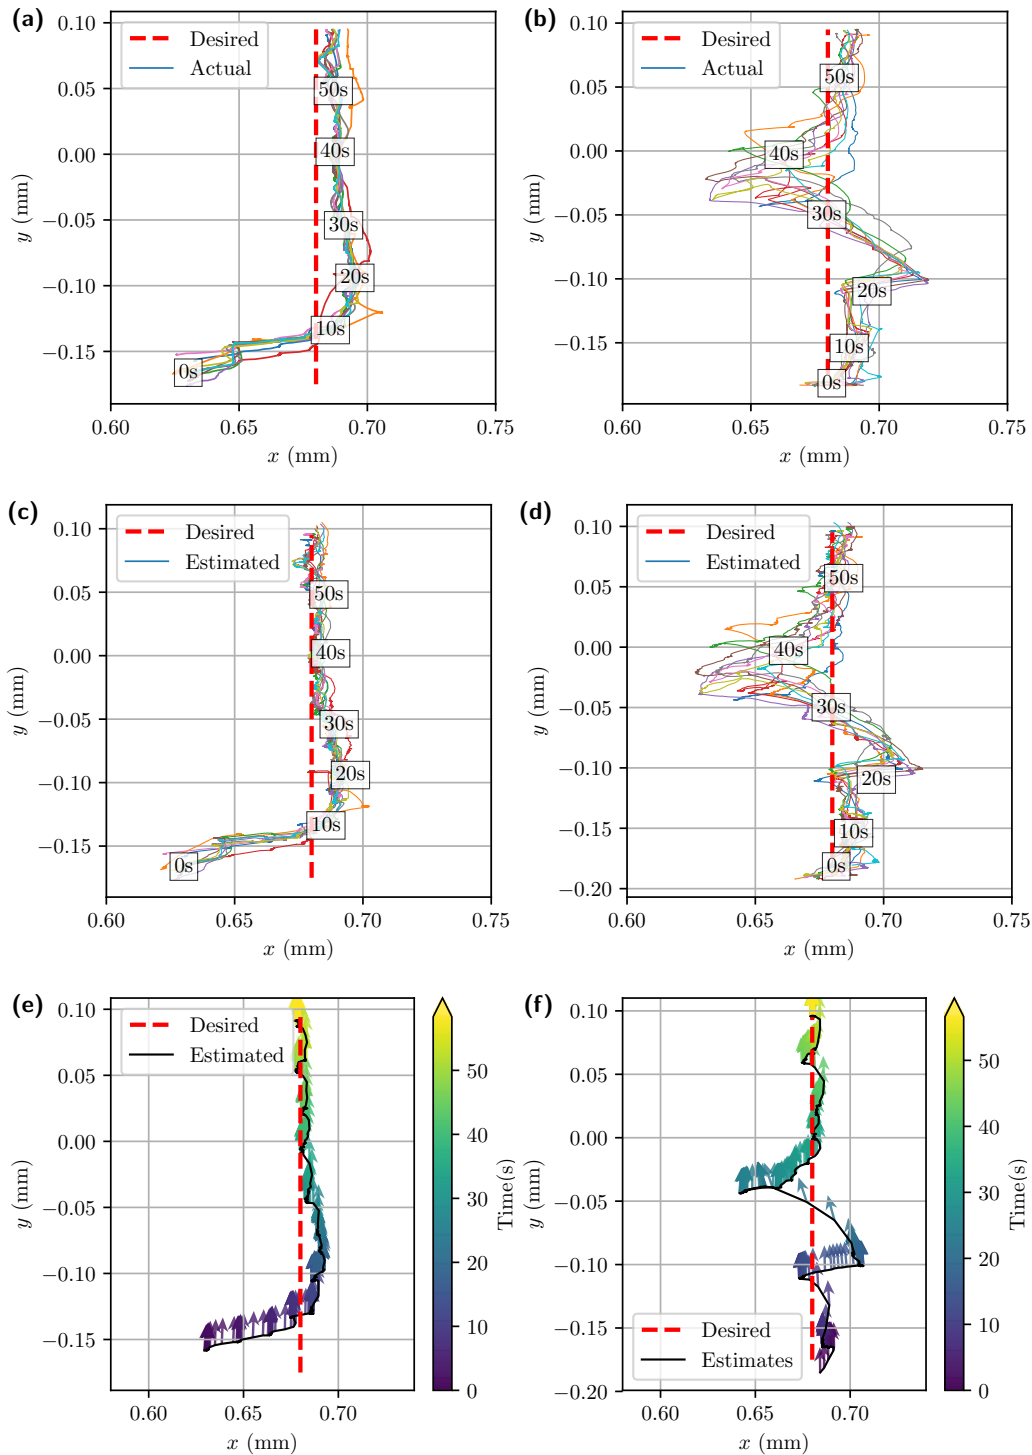 (a)
0.10
0.05
0.00
−0.05
−0.10
−0.15
y (mm)
Desired
Actual
50s
40s
30s
20s
10s
0s
0.60
0.65
0.70
0.75
x (mm)
(b)
0.10
0.05
0.00
−0.05
−0.10
−0.15
y (mm)
Desired
Actual
50s
40s
30s
20s
10s
0s
0.60
0.65
0.70
0.75
x (mm)
(c)
0.10
0.05
0.00
−0.05
−0.10
−0.15
y (mm)
Desired
Estimated
50s
40s
30s
20s
10s
0s
0.60
0.65
0.70
0.75
x (mm)
(d)
0.10
0.05
0.00
−0.05
−0.10
−0.15
−0.20
y (mm)
Desired
Estimated
50s
40s
30s
20s
10s
0s
0.60
0.65
0.70
0.75
x (mm)
(e)
0.10
0.05
0.00
−0.05
−0.10
−0.15
y (mm)
Desired
Estimated
0.60
0.65
0.70
x (mm)
50
40
30
20
10
0
Time(s)
(f)
0.10
0.05
0.00
−0.05
−0.10
−0.15
−0.20
y (mm)
Desired
Estimates
0.60
0.65
0.70
x (mm)
50
40
30
20
10
0
Time(s)